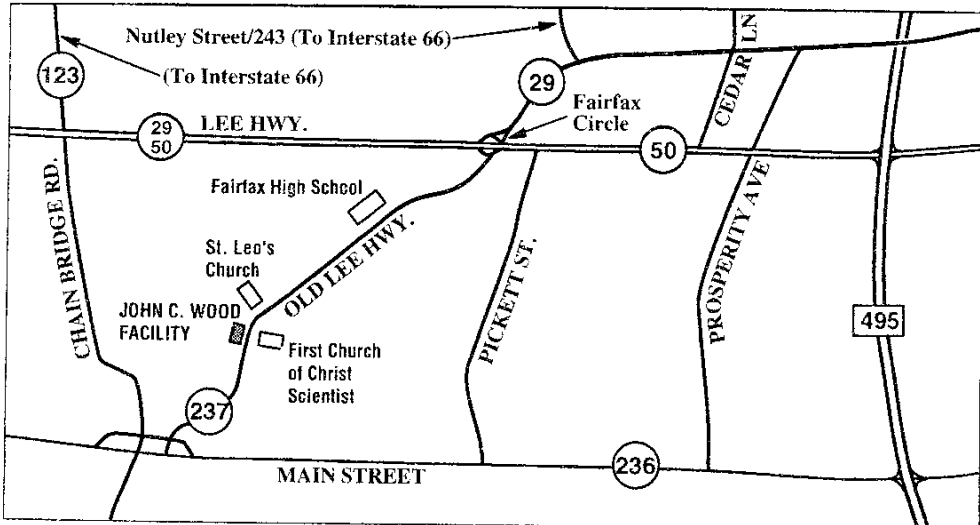 Nutley Street/243 (To Interstate 66)
123
(To Interstate 66)
29
CEDAR LN
Fairfax
Circle
29
50
LEE HWY.
50
Fairfax High School
CHAIN BRIDGE RD.
St. Leo's
Church
OLD LEE HWY.
PICKETT ST.
PROSPERITY AVE
495
JOHN C. WOOD
FACILITY
First Church
of Christ
Scientist
237
MAIN STREET
236